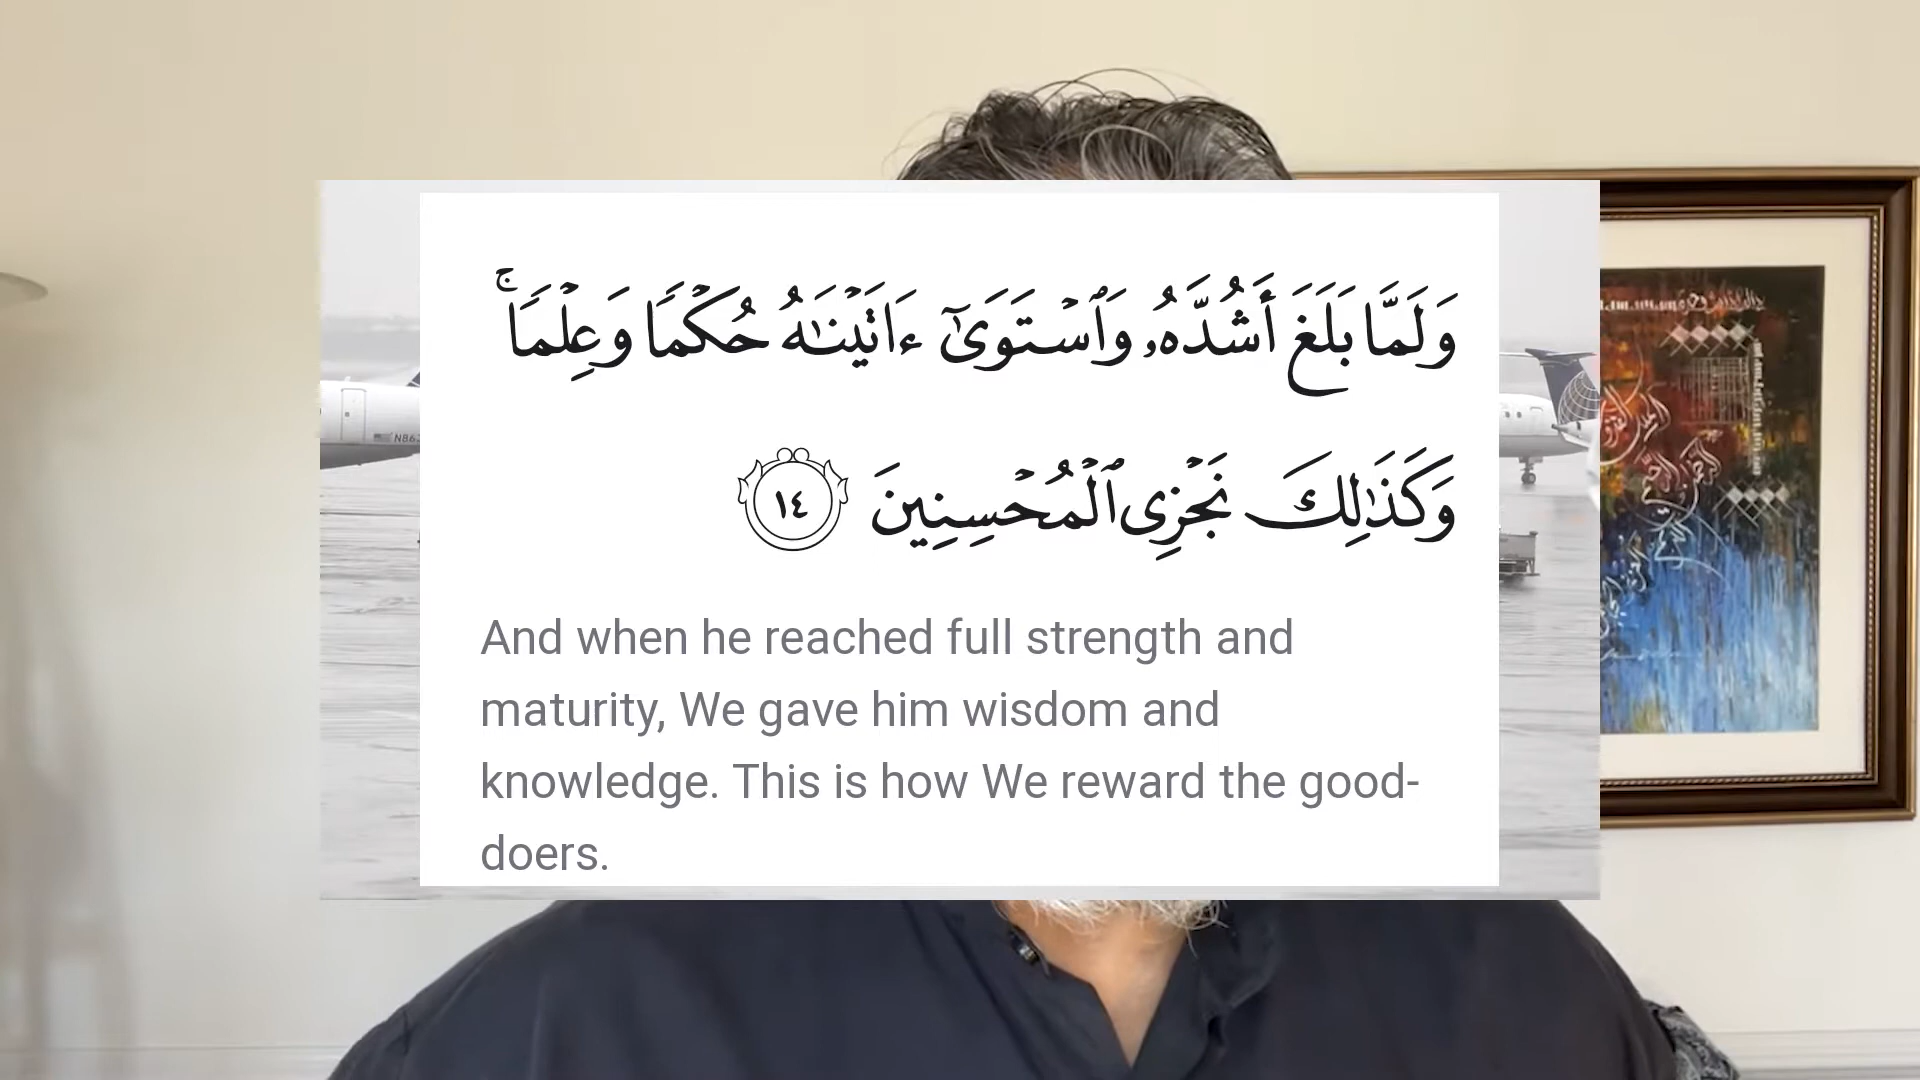 وَلَمَّا بَلَغَ أَشُدَّهُۥ وَٱسْتَوَىٰٓ ءَاتَيْنَـٰهُ حُكْمًا وَعِلْمًا ۚ
وَكَذَٰلِكَ نَجْزِى ٱلْمُحْسِنِينَ ١٤
And when he reached full strength and
maturity, We gave him wisdom and
knowledge. This is how We reward the good-
doers.
N86